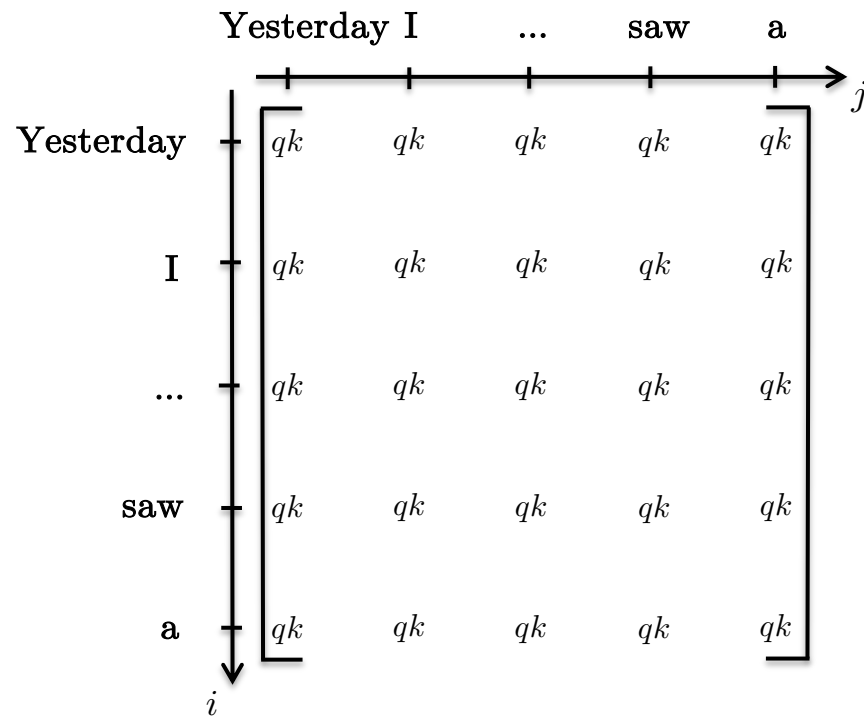 Yesterday I ... saw a
j
Yesterday qk qk qk qk qk
I qk qk qk qk qk
... qk qk qk qk qk
saw qk qk qk qk qk
a qk qk qk qk qk
i